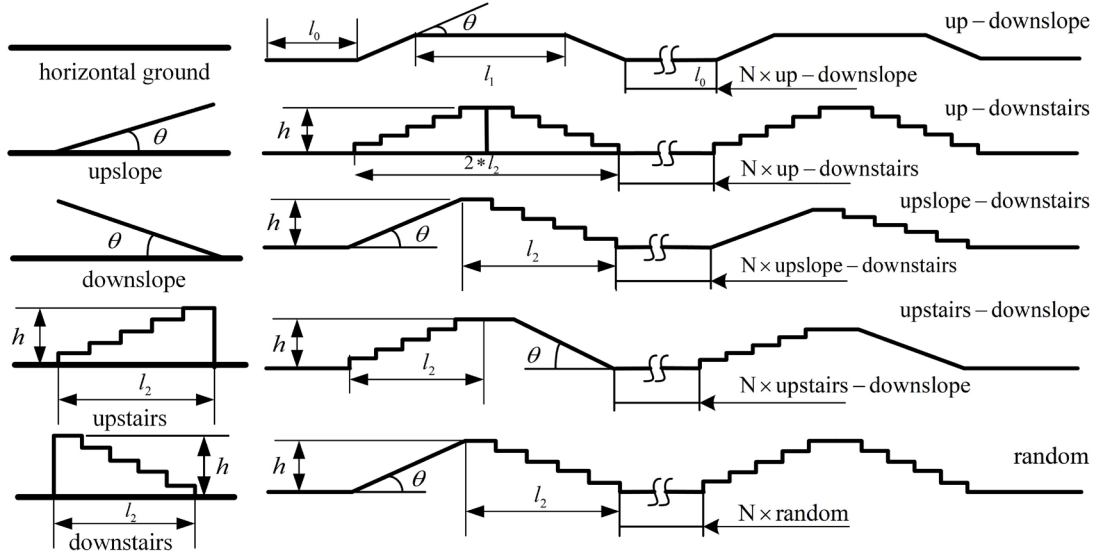 horizontal ground
θ
upslope
θ
downslope
h
l₂
upstairs
h
l₂
downstairs
l₀
θ
up－downslope
l₁
l₀
N×up－downslope
h
up－downstairs
2*l₂
N×up－downstairs
h
θ
upslope－downstairs
l₂
N×upslope－downstairs
h
upstairs－downslope
l₂
θ
N×upstairs－downslope
h
θ
random
l₂
N×random